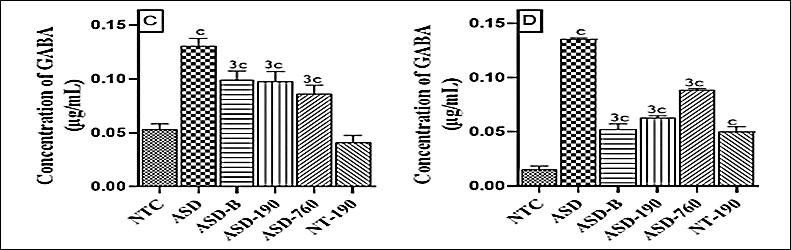 C
Concentration of GABA
(µg/mL)
0.15
0.10
0.05
0.00
c
3c
3c
3c
NTC
ASD
ASD-B
ASD-190
ASD-760
NT-190
D
Concentration of GABA
(µg/mL)
0.15
0.10
0.05
0.00
c
3c
3c
3c
c
NTC
ASD
ASD-B
ASD-190
ASD-760
NT-190